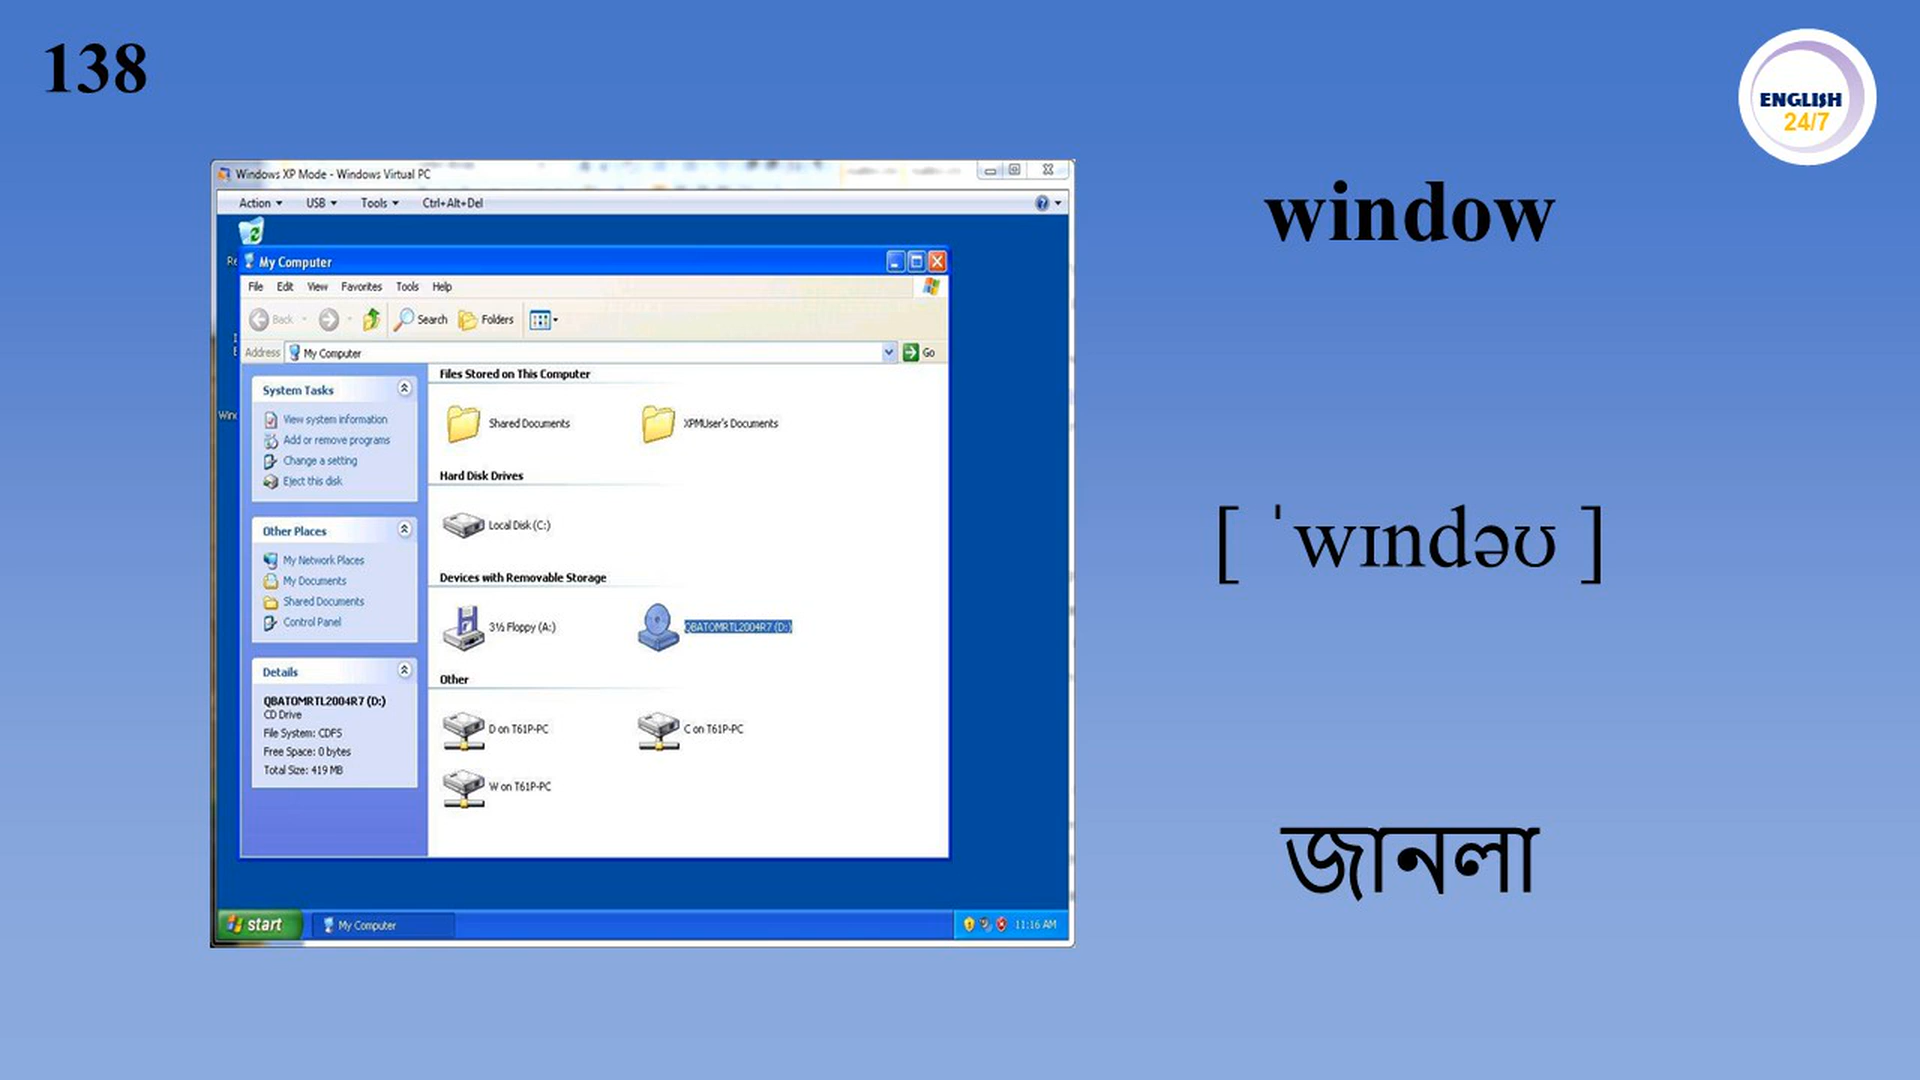 138
ENGLISH
24/7
window
[ ˈwɪndəʊ ]
জানলা
Windows XP Mode - Windows Virtual PC
Action USB Tools Ctrl+Alt+Del
My Computer
File Edit View Favorites Tools Help
Back Search Folders
Address My Computer Go
System Tasks
View system information
Add or remove programs
Change a setting
Eject this disk
Other Places
My Network Places
My Documents
Shared Documents
Control Panel
Details
QBATOMRTL2004R7 (D:)
CD Drive
File System: CDFS
Free Space: 0 bytes
Total Size: 419 MB
Files Stored on This Computer
Shared Documents XPMUser's Documents
Hard Disk Drives
Local Disk (C:)
Devices with Removable Storage
3½ Floppy (A:) QBATOMRTL2004R7 (D:)
Other
D on T61P-PC C on T61P-PC
W on T61P-PC
start My Computer 11:16 AM